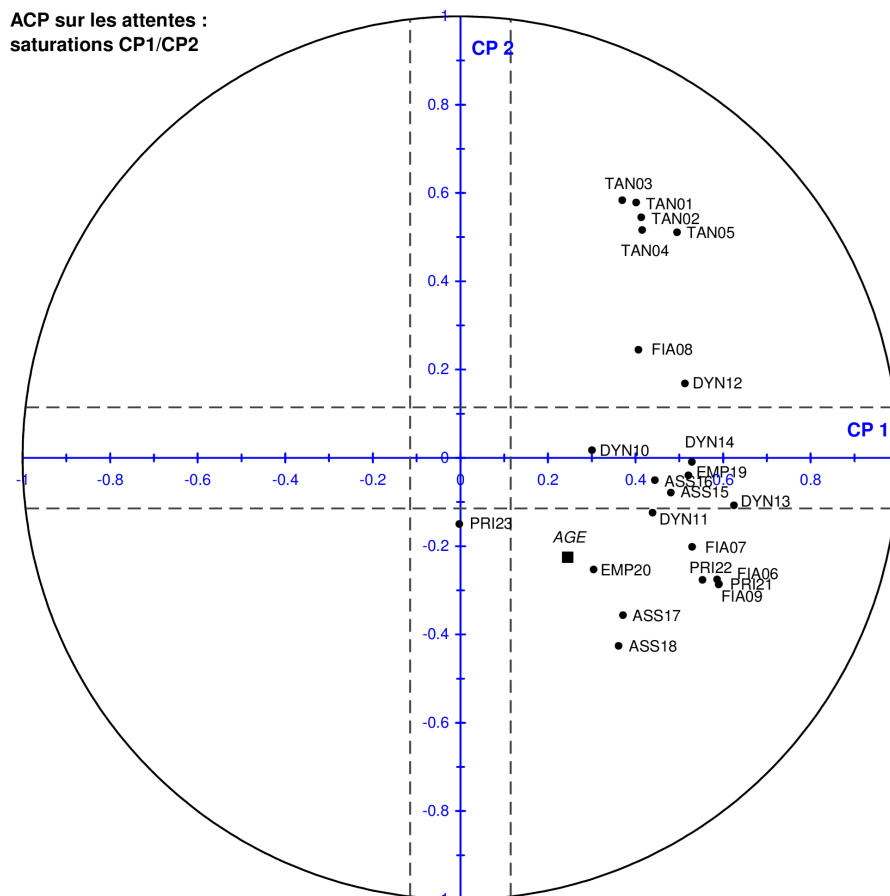 ACP sur les attentes :
saturations CP1/CP2
1
CP 2
0.8
TAN03
0.6
TAN01
TAN02
TAN05
TAN04
0.4
FIA08
0.2
DYN12
CP 1
DYN14
DYN10
0
EMP19
-1 -0.8 -0.6 -0.4 -0.2 0 0.2 0.4 0.6 0.8
ASS16
ASS15
DYN13
DYN11
PRI23
AGE
-0.2
FIA07
PRI22
EMP20
FIA06
PRI21
FIA09
ASS17
-0.4
ASS18
-0.6
-0.8
-1